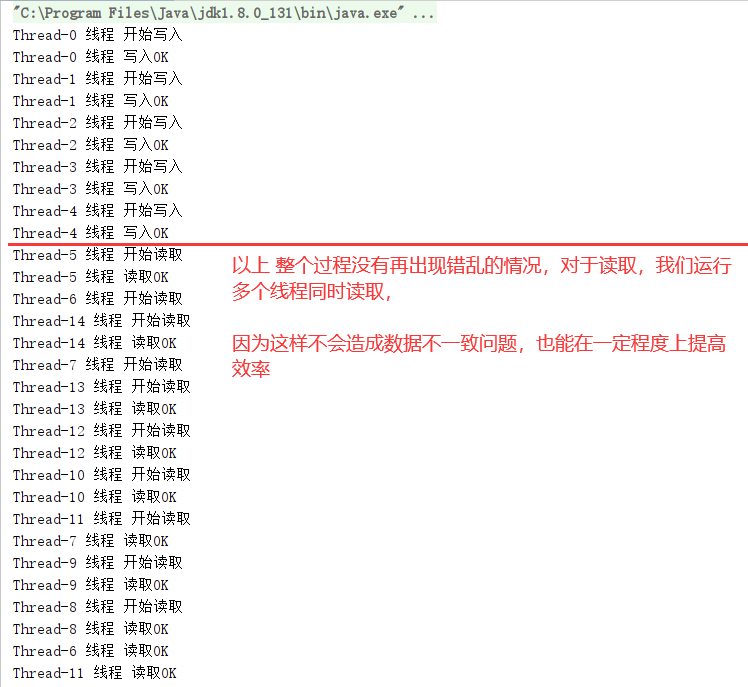 "C:\Program Files\Java\jdk1.8.0_131\bin\java.exe" ...
Thread-0 线程 开始写入
Thread-0 线程 写入OK
Thread-1 线程 开始写入
Thread-1 线程 写入OK
Thread-2 线程 开始写入
Thread-2 线程 写入OK
Thread-3 线程 开始写入
Thread-3 线程 写入OK
Thread-4 线程 开始写入
Thread-4 线程 写入OK
Thread-5 线程 开始读取
Thread-5 线程 读取OK
Thread-6 线程 开始读取
Thread-14 线程 开始读取
Thread-14 线程 读取OK
Thread-7 线程 开始读取
Thread-13 线程 开始读取
Thread-13 线程 读取OK
Thread-12 线程 开始读取
Thread-12 线程 读取OK
Thread-10 线程 开始读取
Thread-10 线程 读取OK
Thread-11 线程 开始读取
Thread-7 线程 读取OK
Thread-9 线程 开始读取
Thread-9 线程 读取OK
Thread-8 线程 开始读取
Thread-8 线程 读取OK
Thread-6 线程 读取OK
Thread-11 线程 读取OK
以上 整个过程没有再出现错乱的情况，对于读取，我们运行
多个线程同时读取，
因为这样不会造成数据不一致问题，也能在一定程度上提高
效率